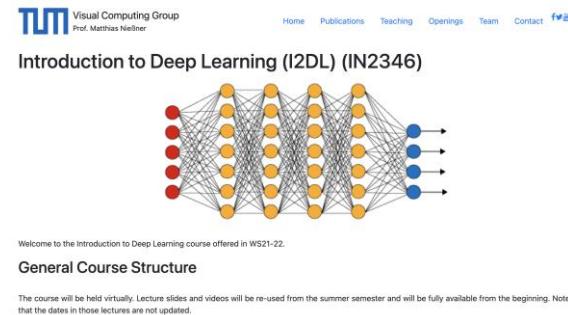 TUM
Visual Computing Group
Prof. Matthias Nießner
Home Publications Teaching Openings Team Contact
Introduction to Deep Learning (I2DL) (IN2346)
Welcome to the Introduction to Deep Learning course offered in WS21-22.
General Course Structure
The course will be held virtually. Lecture slides and videos will be re-used from the summer semester and will be fully available from the beginning. Note
that the dates in those lectures are not updated.